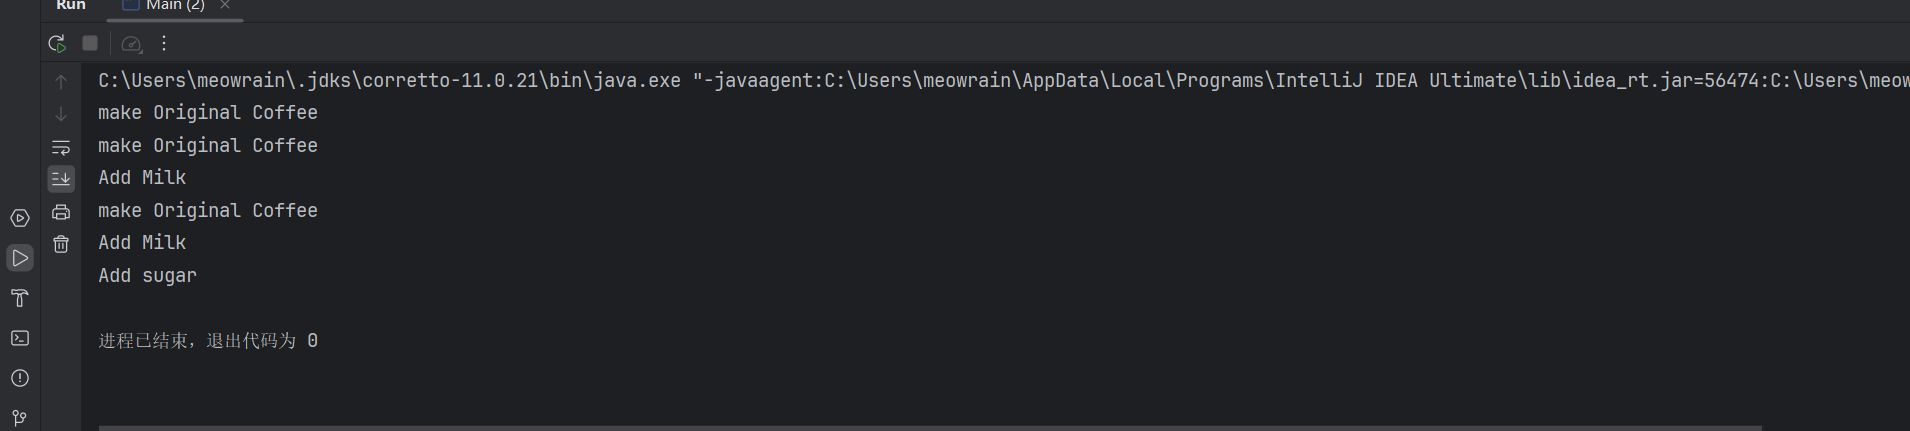 Run Main (2)
C:\Users\meowrain\.jdks\corretto-11.0.21\bin\java.exe "-javaagent:C:\Users\meowrain\AppData\Local\Programs\IntelliJ IDEA Ultimate\lib\idea_rt.jar=56474:C:\Users\meow
make Original Coffee
make Original Coffee
Add Milk
make Original Coffee
Add Milk
Add sugar
进程已结束，退出代码为 0